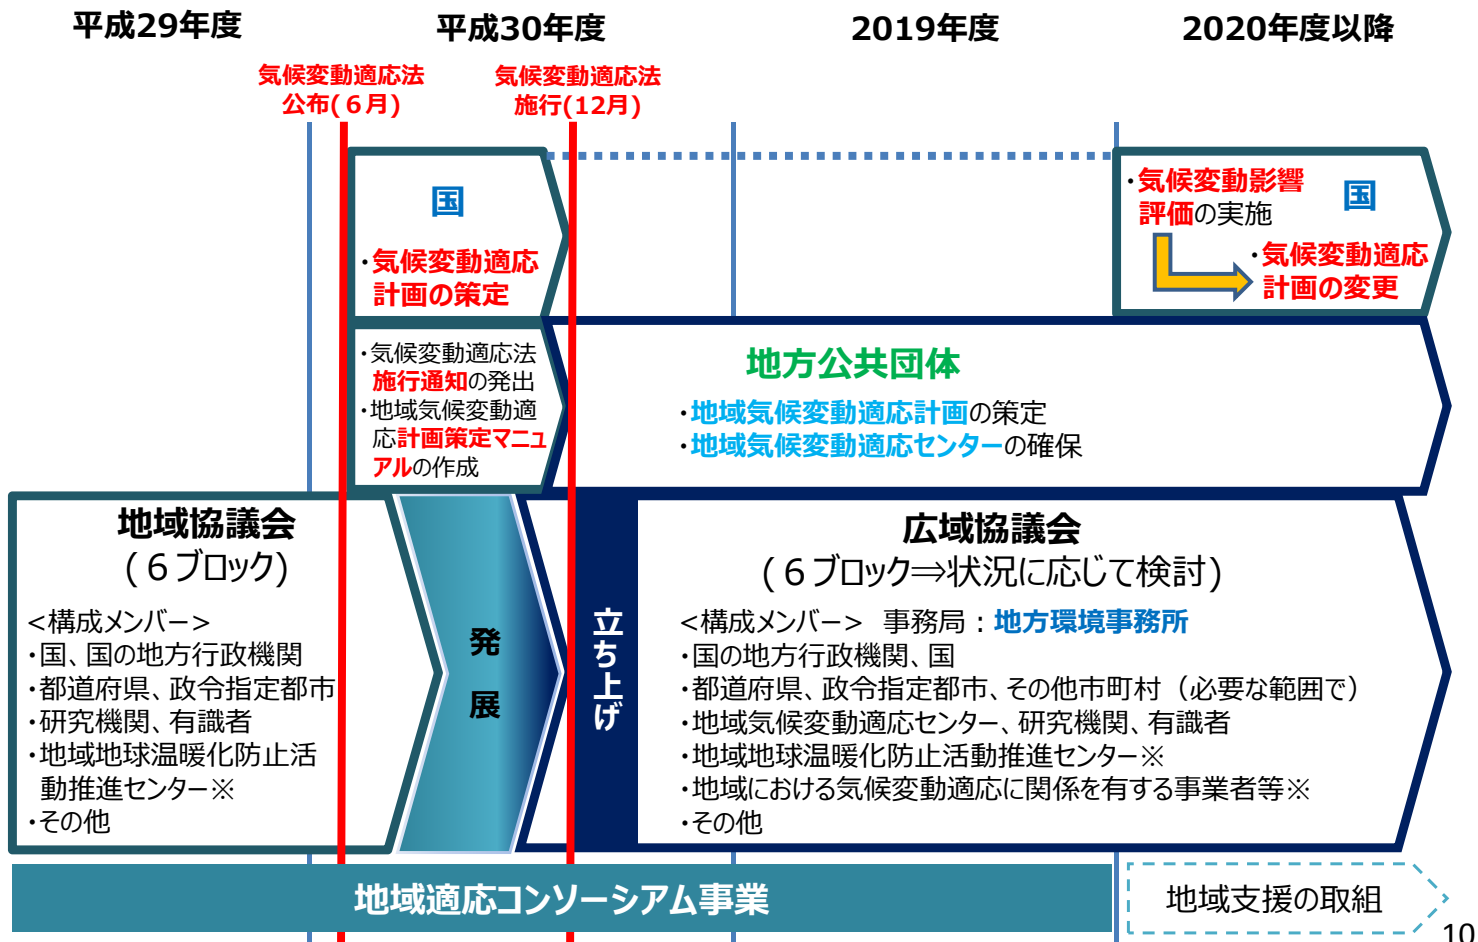 平成29年度
平成30年度
2019年度
2020年度以降
気候変動適応法
公布(６月)
気候変動適応法
施行(12月)
国
・気候変動適応
計画の策定
・気候変動影響
評価の実施
国
・気候変動適応
計画の変更
・気候変動適応法
施行通知の発出
・地域気候変動適
応計画策定マニュ
アルの作成
地方公共団体
・地域気候変動適応計画の策定
・地域気候変動適応センターの確保
地域協議会
(６ブロック)
<構成メンバー>
・国、国の地方行政機関
・都道府県、政令指定都市
・研究機関、有識者
・地域地球温暖化防止活
動推進センター※
・その他
発
展
立ち上げ
広域協議会
(６ブロック⇒状況に応じて検討)
<構成メンバー> 事務局：地方環境事務所
・国の地方行政機関、国
・都道府県、政令指定都市、その他市町村（必要な範囲で）
・地域気候変動適応センター、研究機関、有識者
・地域地球温暖化防止活動推進センター※
・地域における気候変動適応に関係を有する事業者等※
・その他
地域適応コンソーシアム事業
地域支援の取組
10